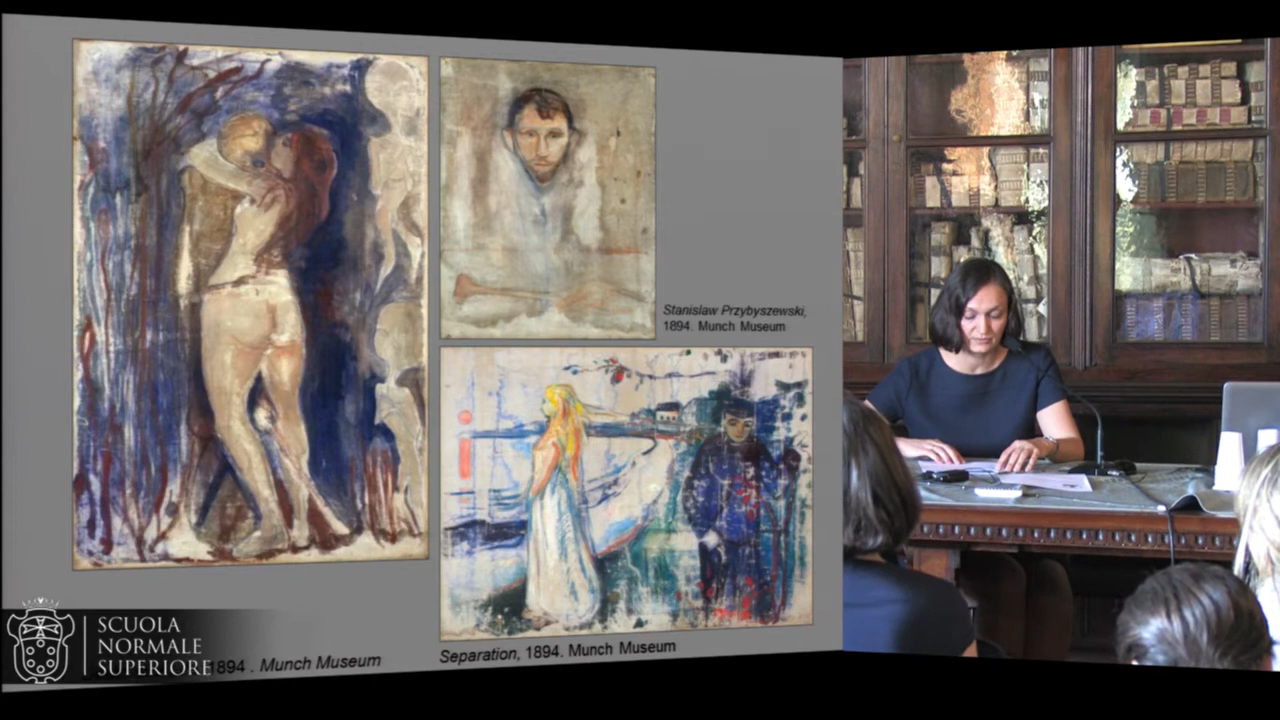 Stanislaw Przybyszewski,
1894. Munch Museum
Separation, 1894. Munch Museum
1894 . Munch Museum
SCUOLA
NORMALE
SUPERIORE